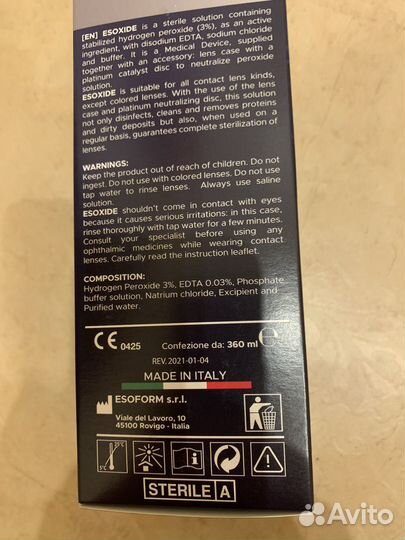 [EN] ESOXIDE is a sterile solution containing
stabilized hydrogen peroxide (3%), as an active
ingredient, with disodium EDTA, sodium chloride
and buffer. It is a Medical Device, supplied
together with an accessory: lens case with a
platinum catalyst disc to neutralize peroxide
solution.
ESOXIDE is suitable for all contact lens kinds,
except colored lenses. With the use of the lens
case and platinum neutralizing disc, this solution
not only disinfects, cleans and removes proteins
and dirty deposits but also, when used on a
regular basis, guarantees complete sterilization of
lenses.
WARNINGS:
Keep the product out of reach of children. Do not
ingest. Do not use with colored lenses. Do not use
tap water to rinse lenses. Always use saline
solution.
ESOXIDE shouldn't come in contact with eyes
because it causes serious irritations: in this case,
rinse thoroughly with tap water for a few minutes.
Consult your specialist before using any
ophthalmic medicines while wearing contact
lenses. Carefully read the instruction leaflet.
COMPOSITION:
Hydrogen Peroxide 3%, EDTA 0.03%, Phosphate
buffer solution, Natrium chloride, Excipient and
Purified water.
CE 0425 Confezione da: 360 ml e
REV. 2021-01-04
MADE IN ITALY
ESOFORM s.r.l.
Viale del Lavoro, 10
45100 Rovigo - Italia
5°C 25°C
STERILE A
Avito